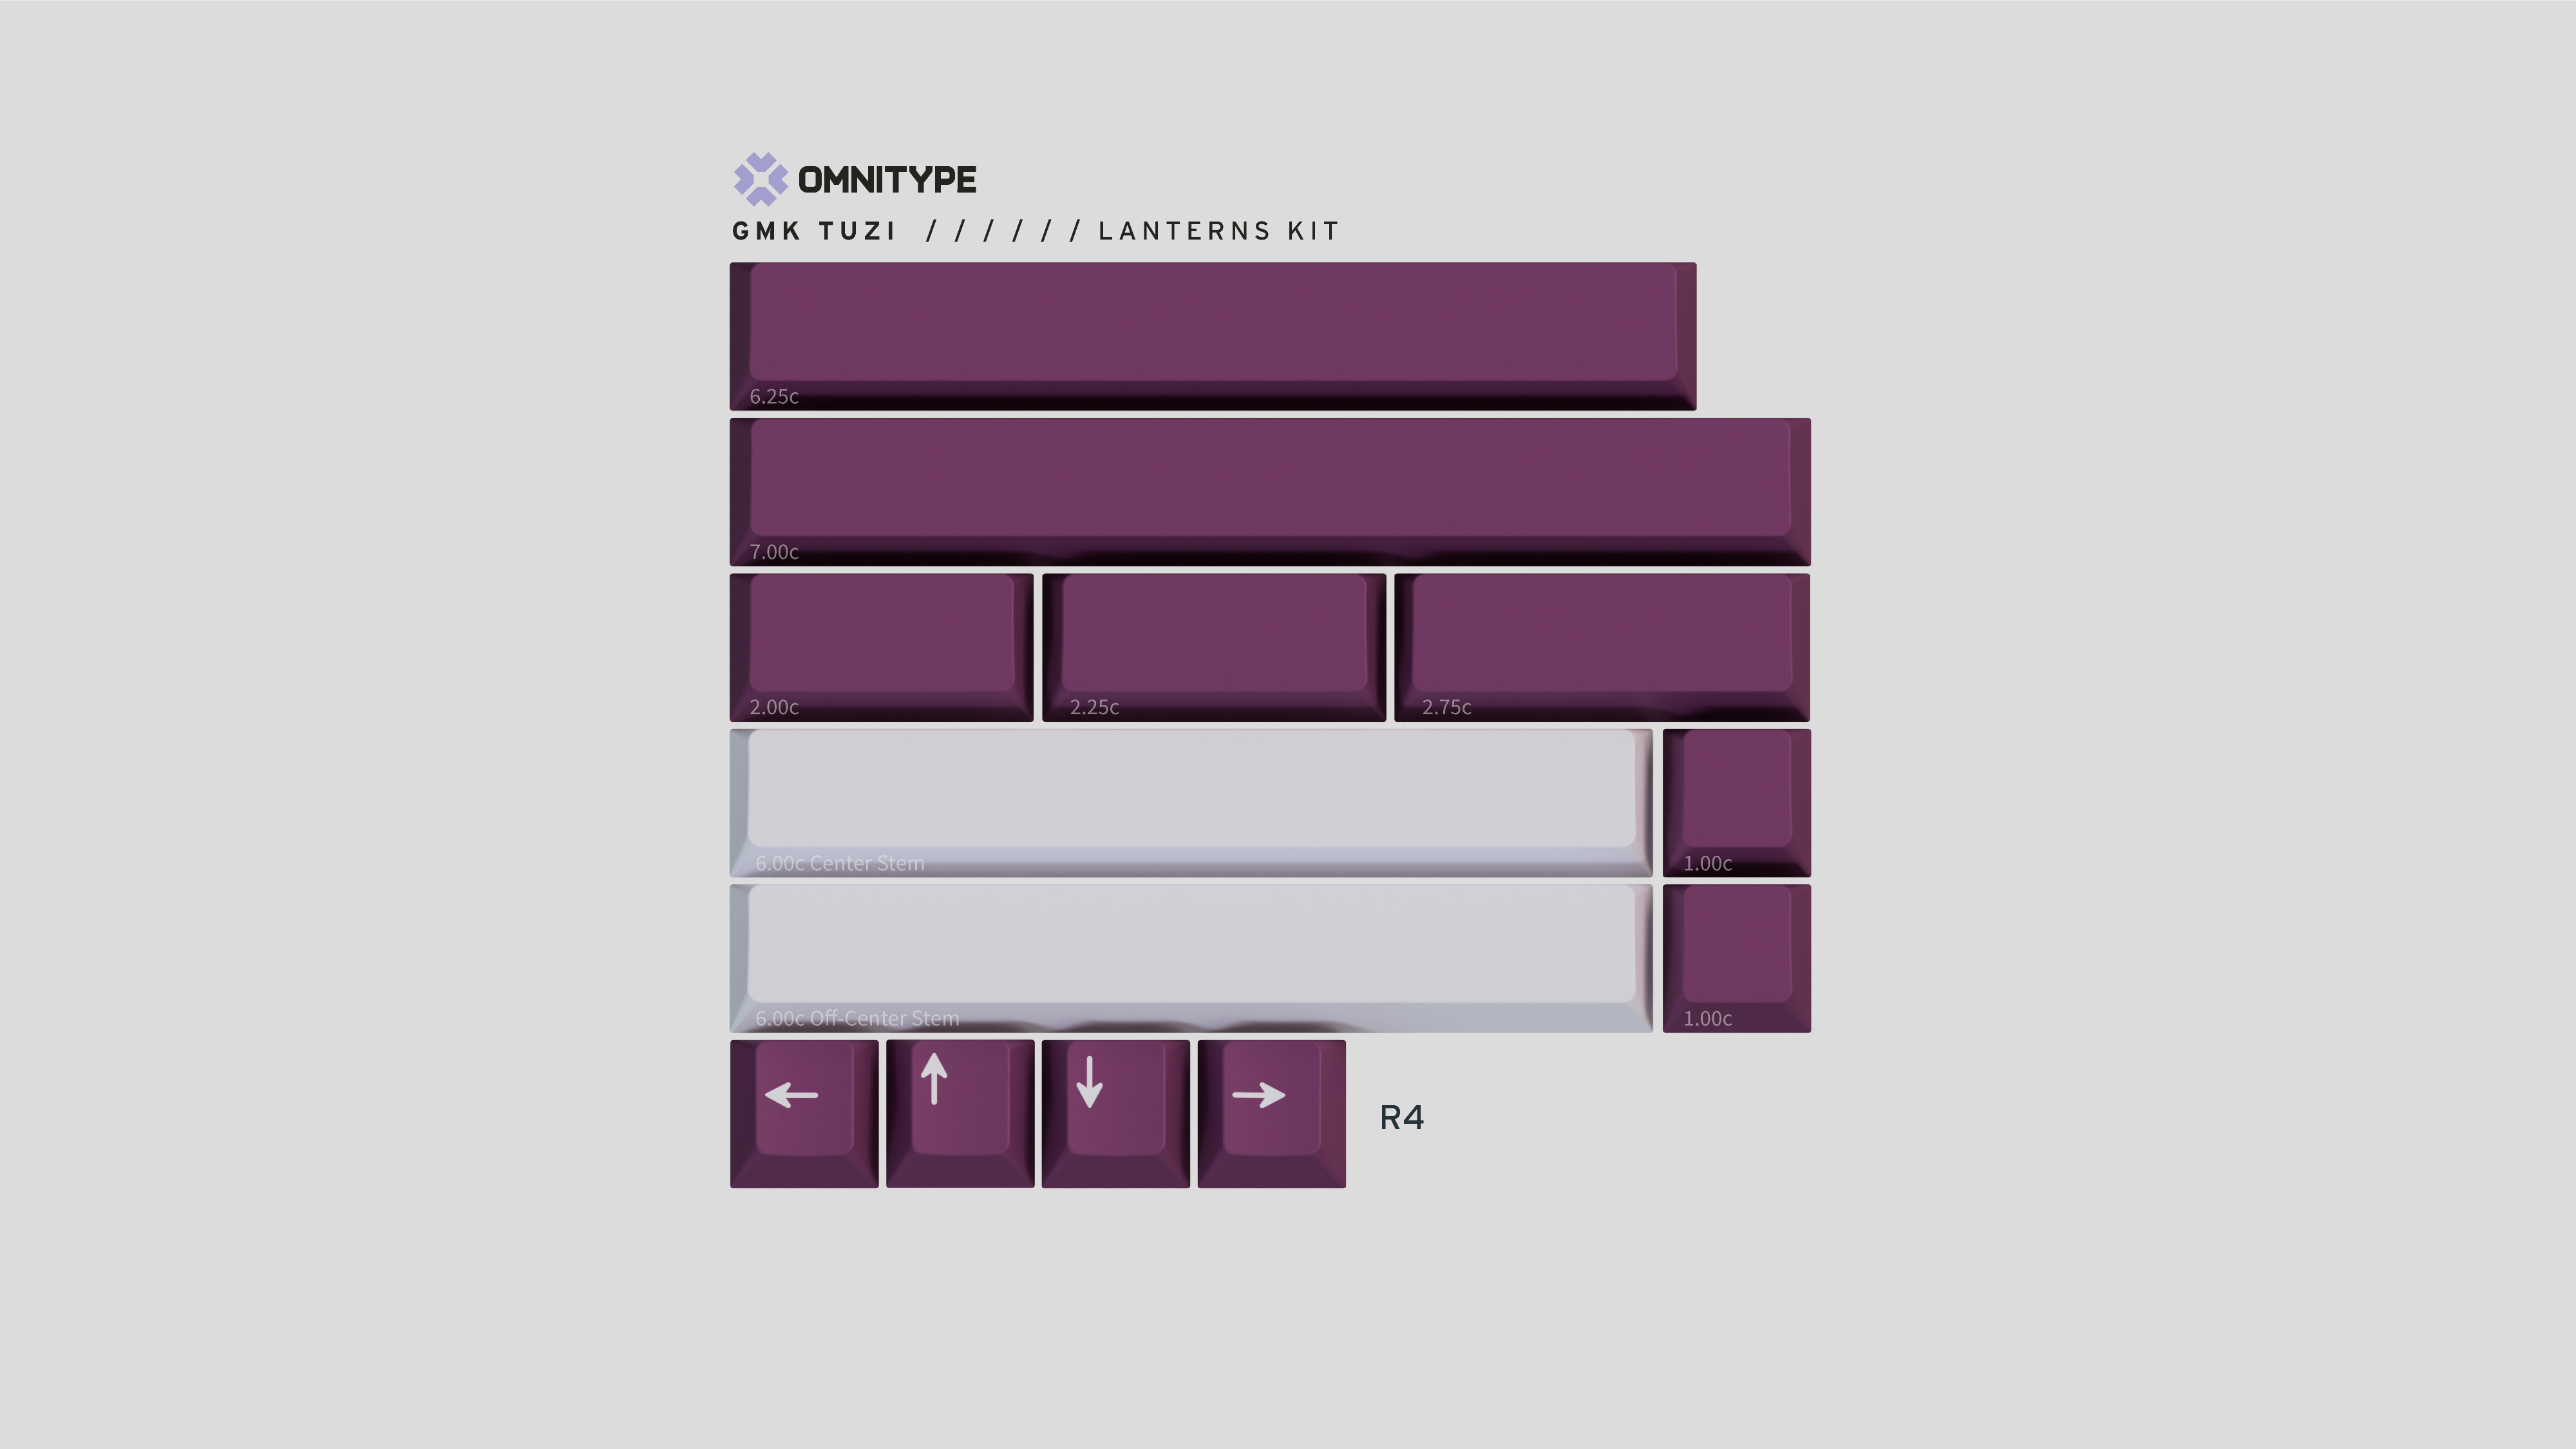 OMNITYPE
GMK TUZI ////// LANTERNS KIT
6.25c
7.00c
2.00c 2.25c 2.75c
6.00c Center Stem 1.00c
6.00c Off-Center Stem 1.00c
← ↑ ↓ → R4